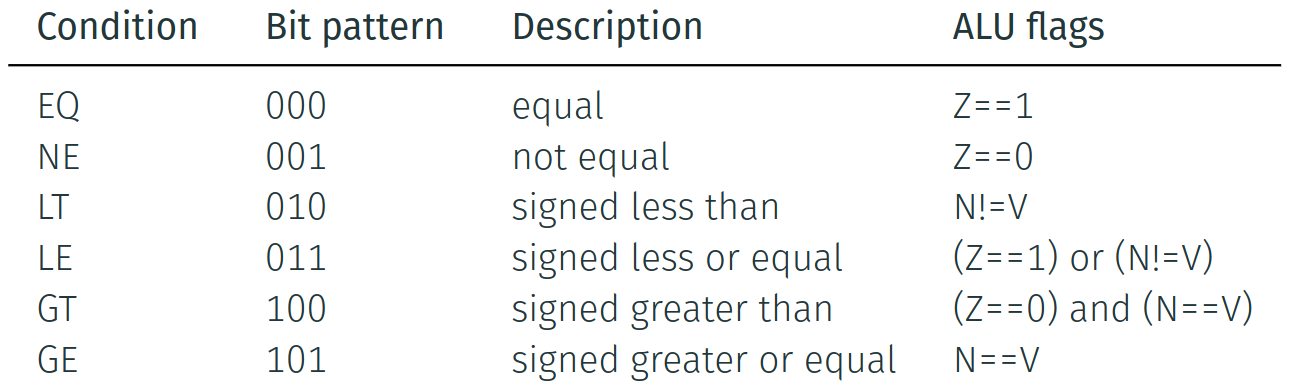 Condition Bit pattern Description ALU flags
EQ 000 equal Z==1
NE 001 not equal Z==0
LT 010 signed less than N!=V
LE 011 signed less or equal (Z==1) or (N!=V)
GT 100 signed greater than (Z==0) and (N==V)
GE 101 signed greater or equal N==V